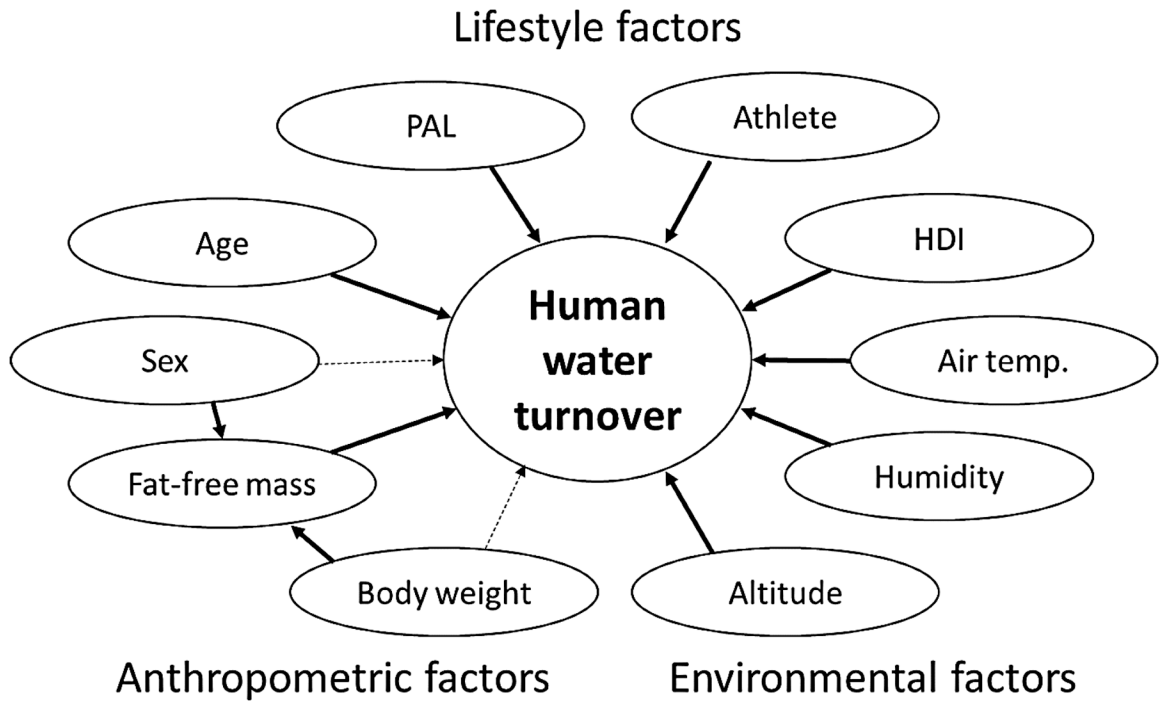 Lifestyle factors
PAL
Athlete
Age
HDI
Human
water
turnover
Sex
Air temp.
Fat-free mass
Humidity
Body weight
Altitude
Anthropometric factors
Environmental factors